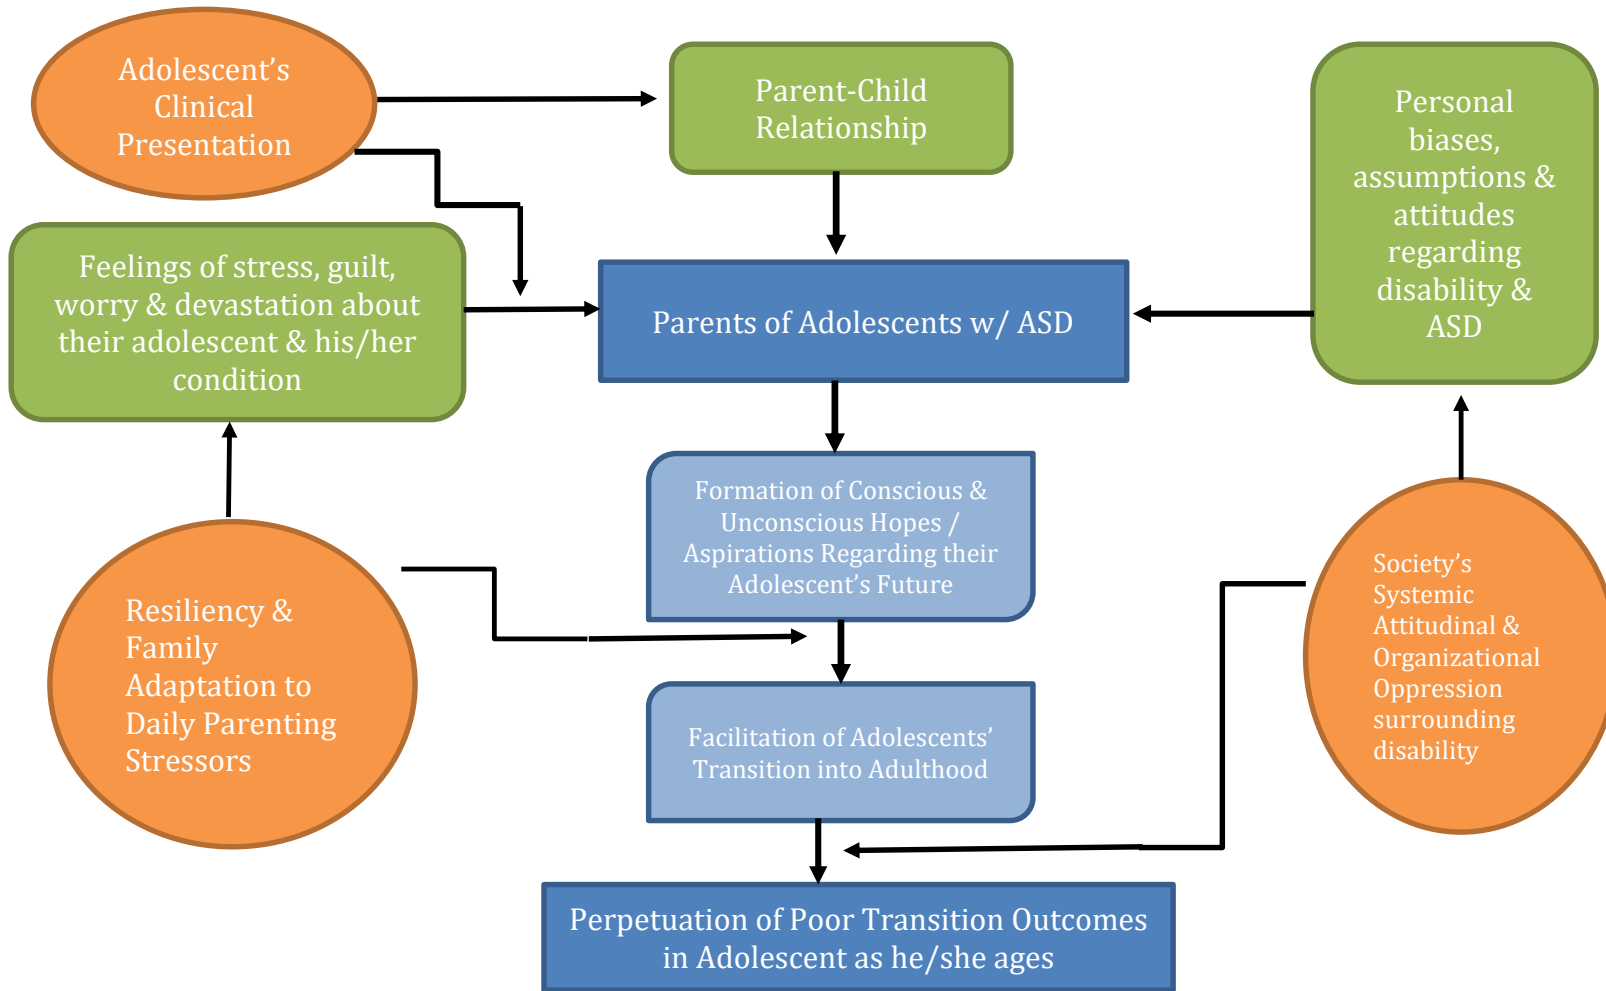 Adolescent’s
Clinical
Presentation
Parent-Child
Relationship
Personal
biases,
assumptions &
attitudes
regarding
disability &
ASD
Feelings of stress, guilt,
worry & devastation about
their adolescent & his/her
condition
Parents of Adolescents w/ ASD
Formation of Conscious &
Unconscious Hopes /
Aspirations Regarding their
Adolescent’s Future
Resiliency &
Family
Adaptation to
Daily Parenting
Stressors
Society’s
Systemic
Attitudinal &
Organizational
Oppression
surrounding
disability
Facilitation of Adolescents’
Transition into Adulthood
Perpetuation of Poor Transition Outcomes
in Adolescent as he/she ages